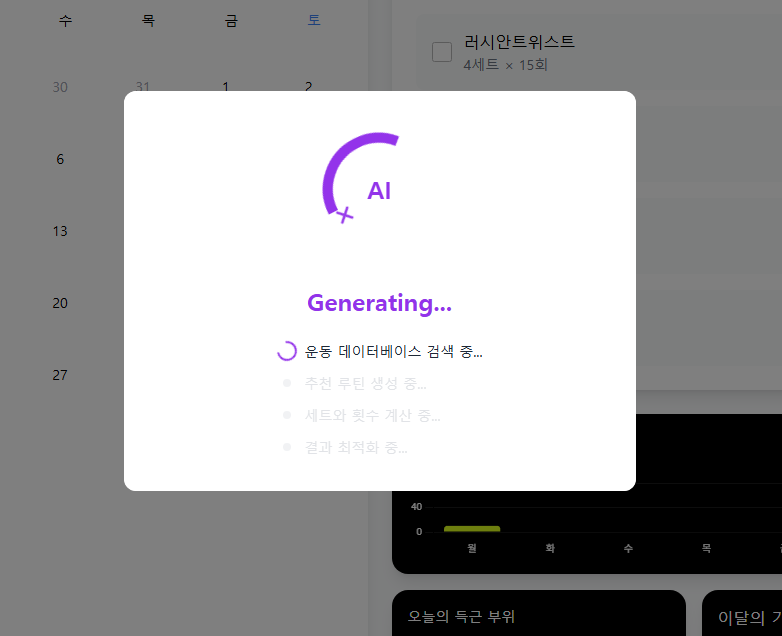 수 목 금 토
30 31 1 2
6
13
20
27
러시안트위스트
4세트 × 15회
AI
Generating...
운동 데이터베이스 검색 중...
추천 루틴 생성 중...
세트와 횟수 계산 중...
결과 최적화 중...
40
0
월 화 수 목
오늘의 득근 부위
이달의